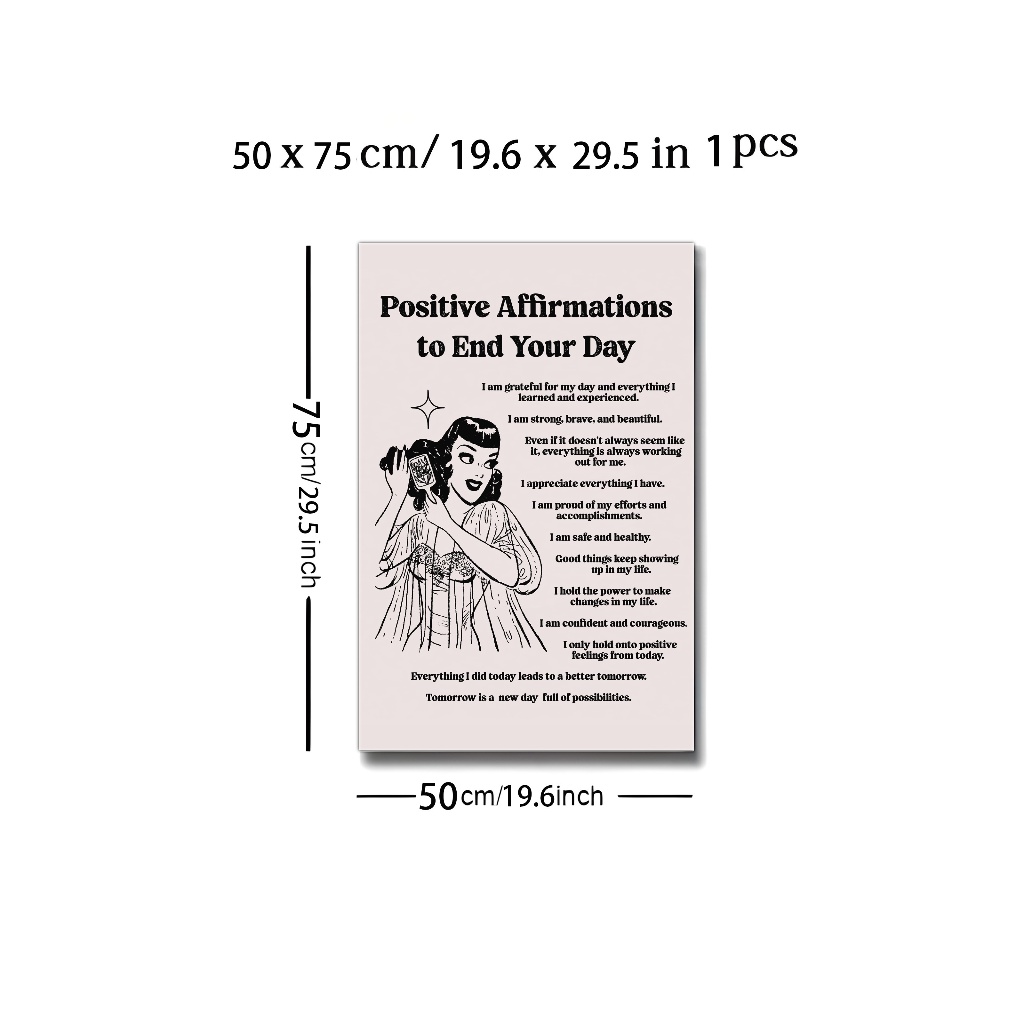 50 x 75 cm/ 19.6 x 29.5 in 1 pcs
Positive Affirmations
to End Your Day
I am grateful for my day and everything I
learned and experienced.
I am strong, brave, and beautiful.
Even if it doesn't always seem like
it, everything is always working
out for me.
I appreciate everything I have.
I am proud of my efforts and
accomplishments.
I am safe and healthy.
Good things keep showing
up in my life.
I hold the power to make
changes in my life.
I am confident and courageous.
I only hold onto positive
feelings from today.
Everything I did today leads to a better tomorrow.
Tomorrow is a new day full of possibilities.
75cm/29.5inch
50cm/19.6inch